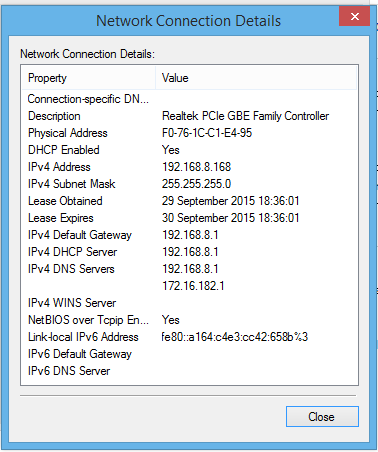 Network Connection Details
Network Connection Details:
Property Value
Connection-specific DN...
Description Realtek PCIe GBE Family Controller
Physical Address F0-76-1C-C1-E4-95
DHCP Enabled Yes
IPv4 Address 192.168.8.168
IPv4 Subnet Mask 255.255.255.0
Lease Obtained 29 September 2015 18:36:01
Lease Expires 30 September 2015 18:36:01
IPv4 Default Gateway 192.168.8.1
IPv4 DHCP Server 192.168.8.1
IPv4 DNS Servers 192.168.8.1
172.16.182.1
IPv4 WINS Server
NetBIOS over Tcpip En... Yes
Link-local IPv6 Address fe80::a164:c4e3:cc42:658b%3
IPv6 Default Gateway
IPv6 DNS Server
Close